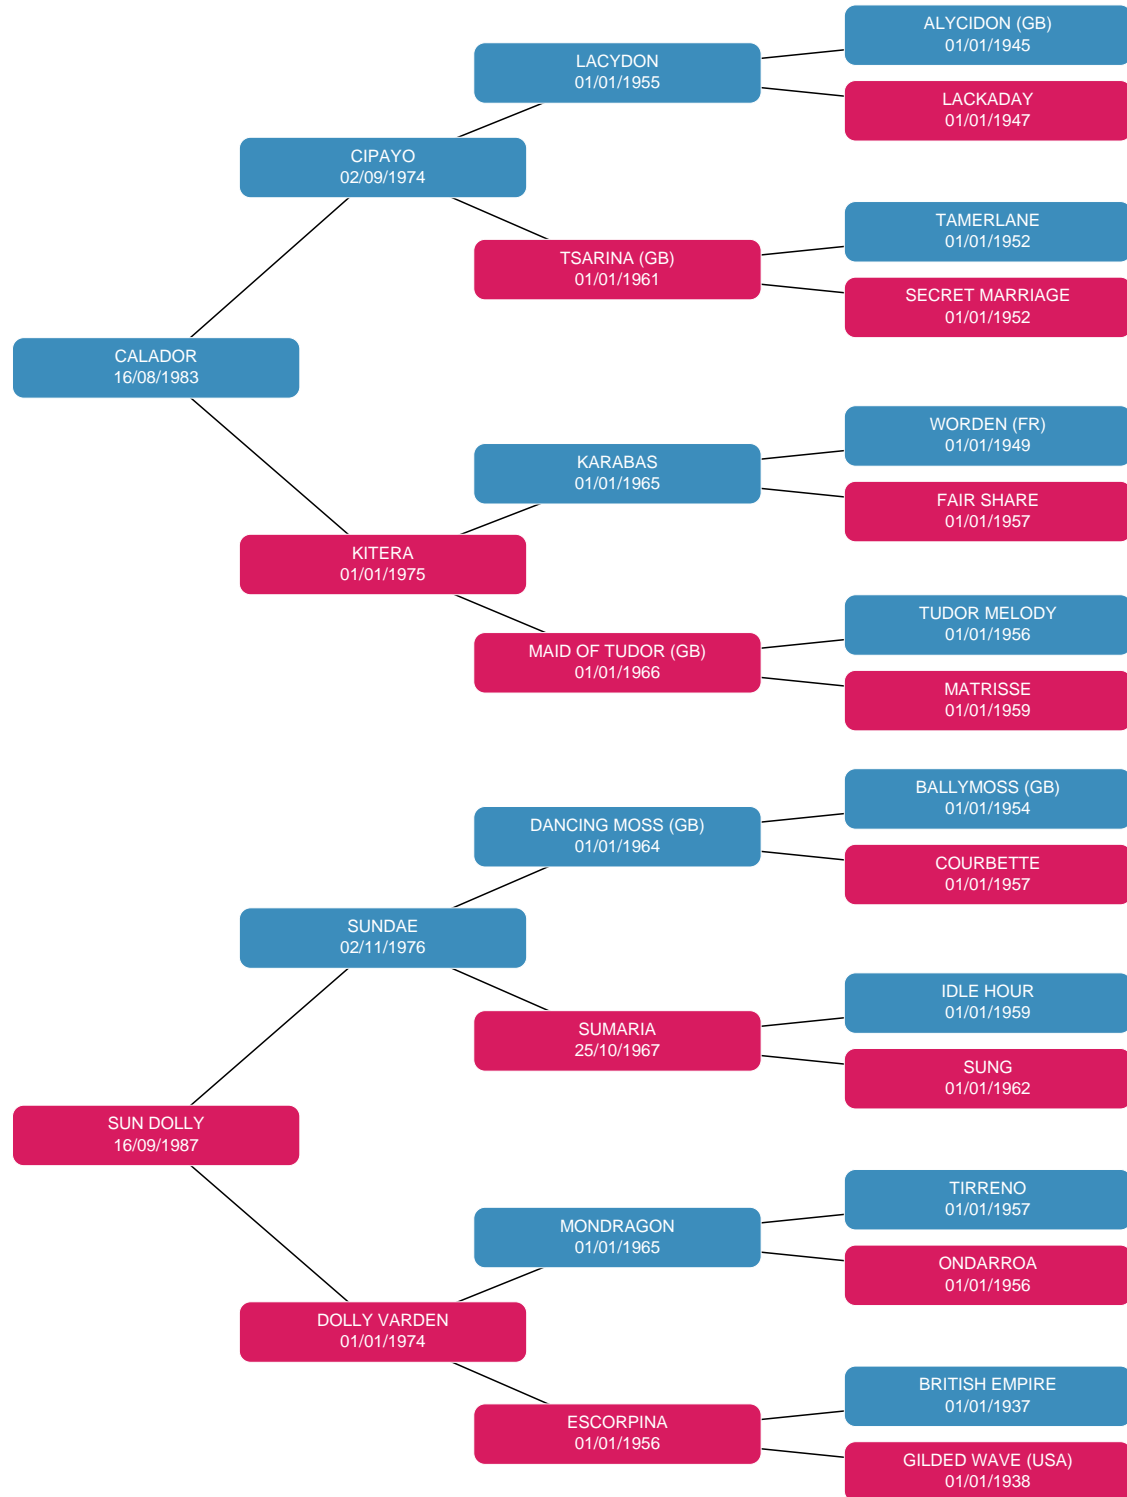 ALYCIDON (GB)
01/01/1945
LACYDON
01/01/1955
LACKADAY
01/01/1947
CIPAYO
02/09/1974
TAMERLANE
01/01/1952
TSARINA (GB)
01/01/1961
SECRET MARRIAGE
01/01/1952
CALADOR
16/08/1983
WORDEN (FR)
01/01/1949
KARABAS
01/01/1965
FAIR SHARE
01/01/1957
KITERA
01/01/1975
TUDOR MELODY
01/01/1956
MAID OF TUDOR (GB)
01/01/1966
MATRISSE
01/01/1959
BALLYMOSS (GB)
01/01/1954
DANCING MOSS (GB)
01/01/1964
COURBETTE
01/01/1957
SUNDAE
02/11/1976
IDLE HOUR
01/01/1959
SUMARIA
25/10/1967
SUNG
01/01/1962
SUN DOLLY
16/09/1987
TIRRENO
01/01/1957
MONDRAGON
01/01/1965
ONDARROA
01/01/1956
DOLLY VARDEN
01/01/1974
BRITISH EMPIRE
01/01/1937
ESCORPINA
01/01/1956
GILDED WAVE (USA)
01/01/1938